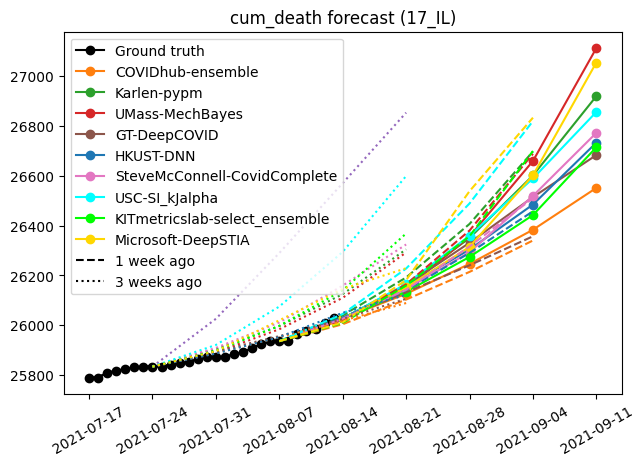 cum_death forecast (17_IL)
Ground truth
COVIDhub-ensemble
Karlen-pypm
UMass-MechBayes
GT-DeepCOVID
HKUST-DNN
SteveMcConnell-CovidComplete
USC-SI_kJalpha
KITmetricslab-select_ensemble
Microsoft-DeepSTIA
1 week ago
3 weeks ago
27000
26800
26600
26400
26200
26000
25800
2021-07-17
2021-07-24
2021-07-31
2021-08-07
2021-08-14
2021-08-21
2021-08-28
2021-09-04
2021-09-11